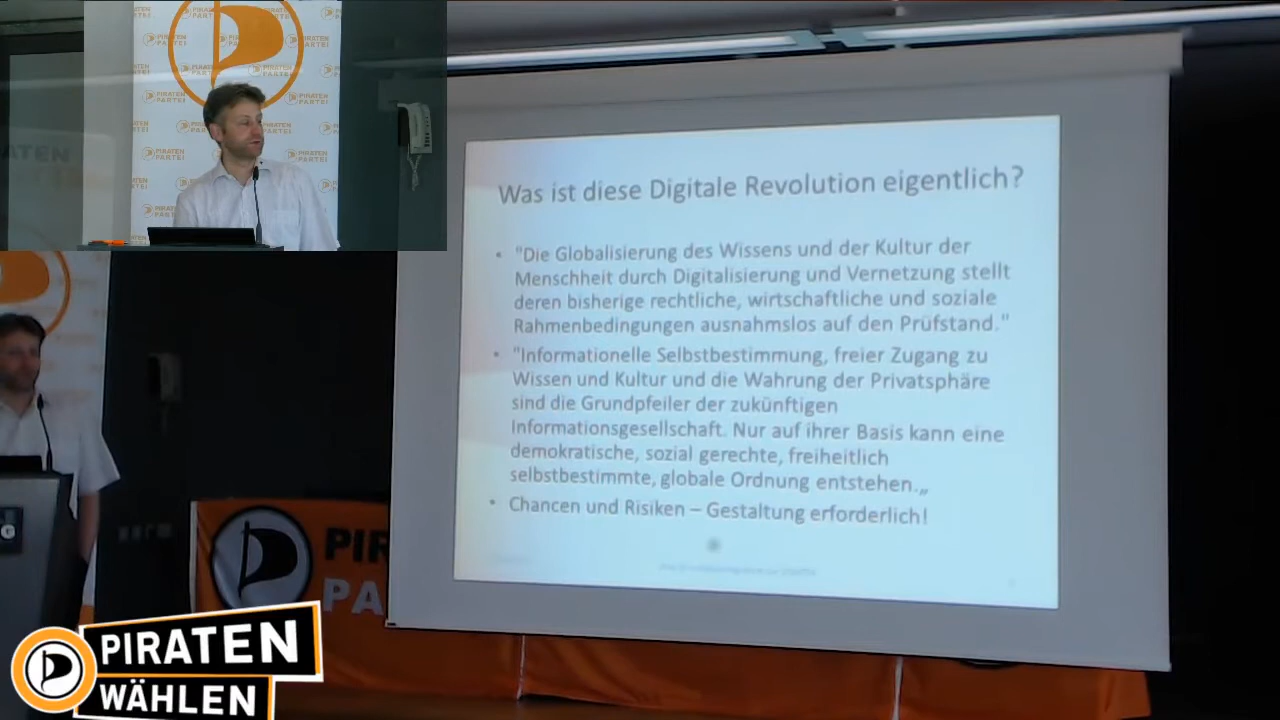 PIRATEN
PARTEI
Was ist diese Digitale Revolution eigentlich?
• "Die Globalisierung des Wissens und der Kultur der
Menschheit durch Digitalisierung und Vernetzung stellt
deren bisherige rechtliche, wirtschaftliche und soziale
Rahmenbedingungen ausnahmslos auf den Prüfstand."
• "Informationelle Selbstbestimmung, freier Zugang zu
Wissen und Kultur und die Wahrung der Privatsphäre
sind die Grundpfeiler der zukünftigen
Informationsgesellschaft. Nur auf ihrer Basis kann eine
demokratische, sozial gerechte, freiheitlich
selbstbestimmte, globale Ordnung entstehen.„
• Chancen und Risiken – Gestaltung erforderlich!
PIR
PA
PIRATEN
WÄHLEN